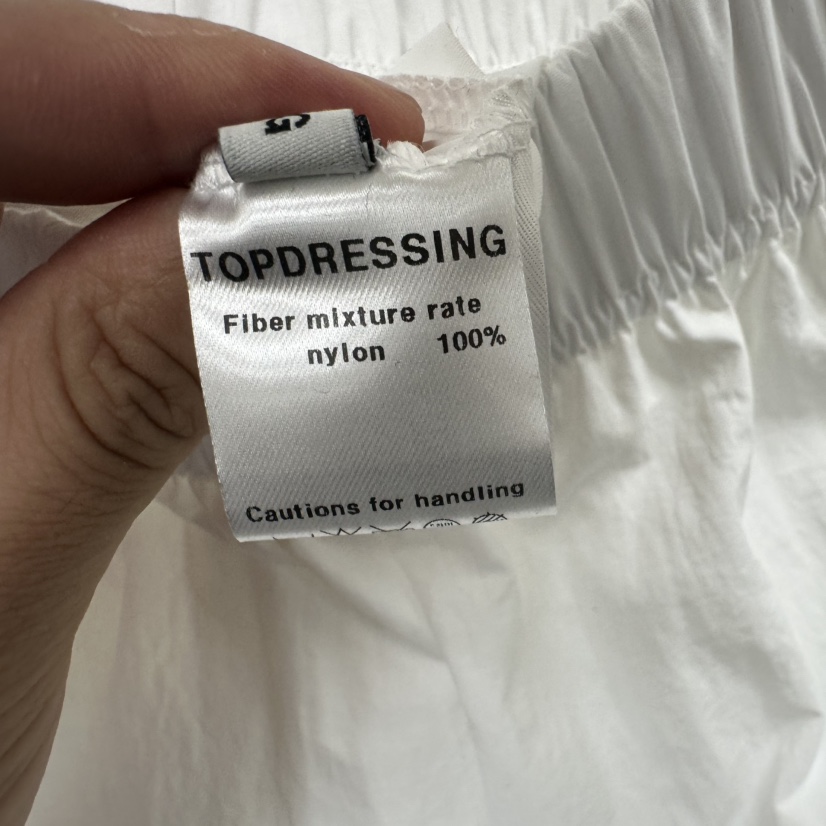 TOPDRESSING
Fiber mixture rate
nylon 100%
Cautions for handling